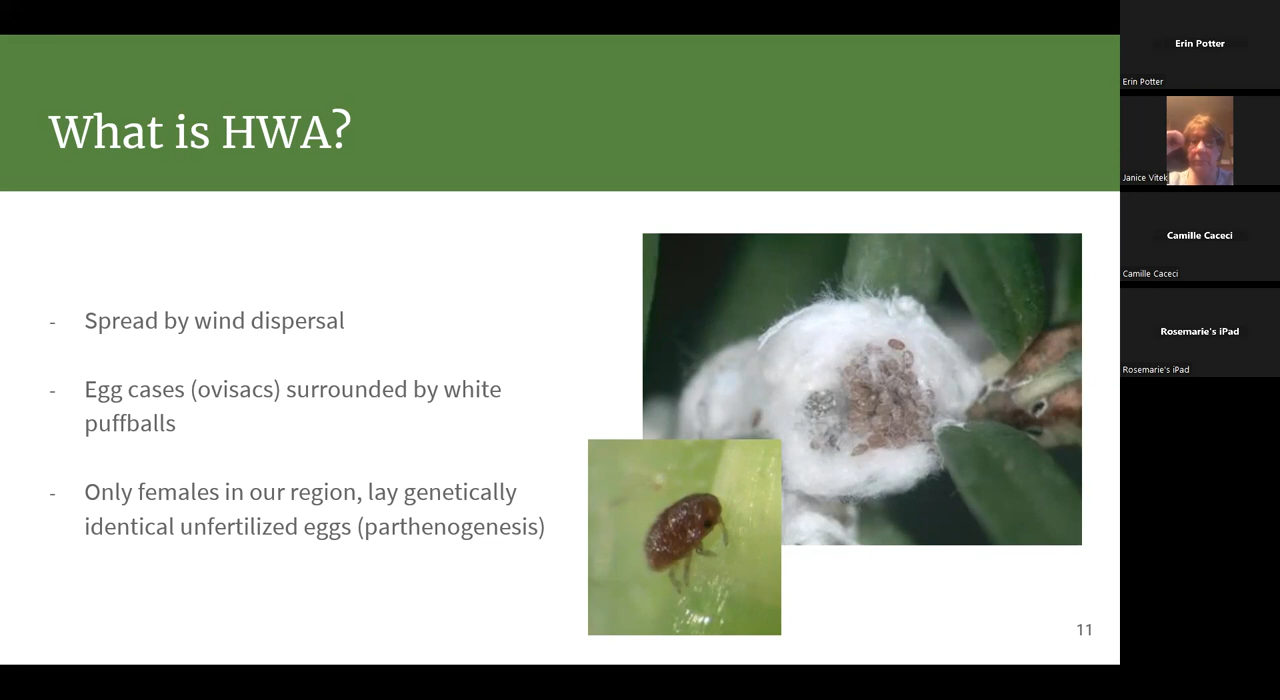 What is HWA?
- Spread by wind dispersal
- Egg cases (ovisacs) surrounded by white
puffballs
- Only females in our region, lay genetically
identical unfertilized eggs (parthenogenesis)
11
Erin Potter
Erin Potter
Janice Vitek
Camille Caceci
Camille Caceci
Rosemarie's iPad
Rosemarie's iPad